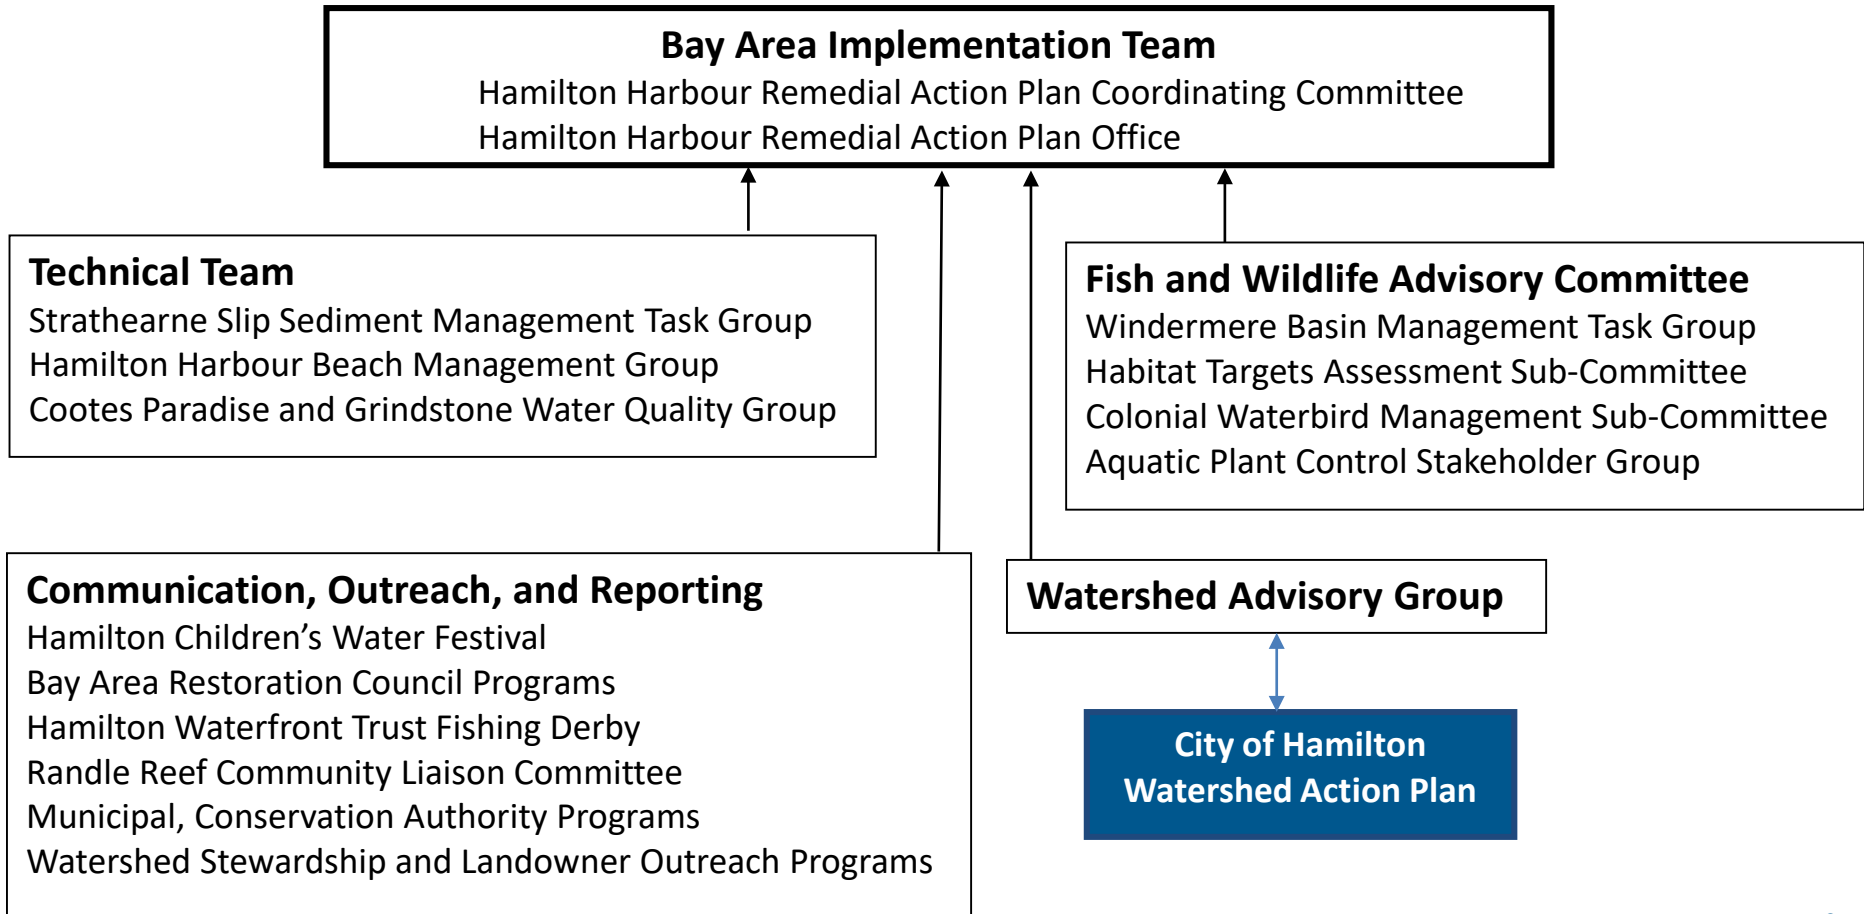 Bay Area Implementation Team
Hamilton Harbour Remedial Action Plan Coordinating Committee
Hamilton Harbour Remedial Action Plan Office
Technical Team
Strathearne Slip Sediment Management Task Group
Hamilton Harbour Beach Management Group
Cootes Paradise and Grindstone Water Quality Group
Fish and Wildlife Advisory Committee
Windermere Basin Management Task Group
Habitat Targets Assessment Sub-Committee
Colonial Waterbird Management Sub-Committee
Aquatic Plant Control Stakeholder Group
Communication, Outreach, and Reporting
Hamilton Children’s Water Festival
Bay Area Restoration Council Programs
Hamilton Waterfront Trust Fishing Derby
Randle Reef Community Liaison Committee
Municipal, Conservation Authority Programs
Watershed Stewardship and Landowner Outreach Programs
Watershed Advisory Group
City of Hamilton
Watershed Action Plan